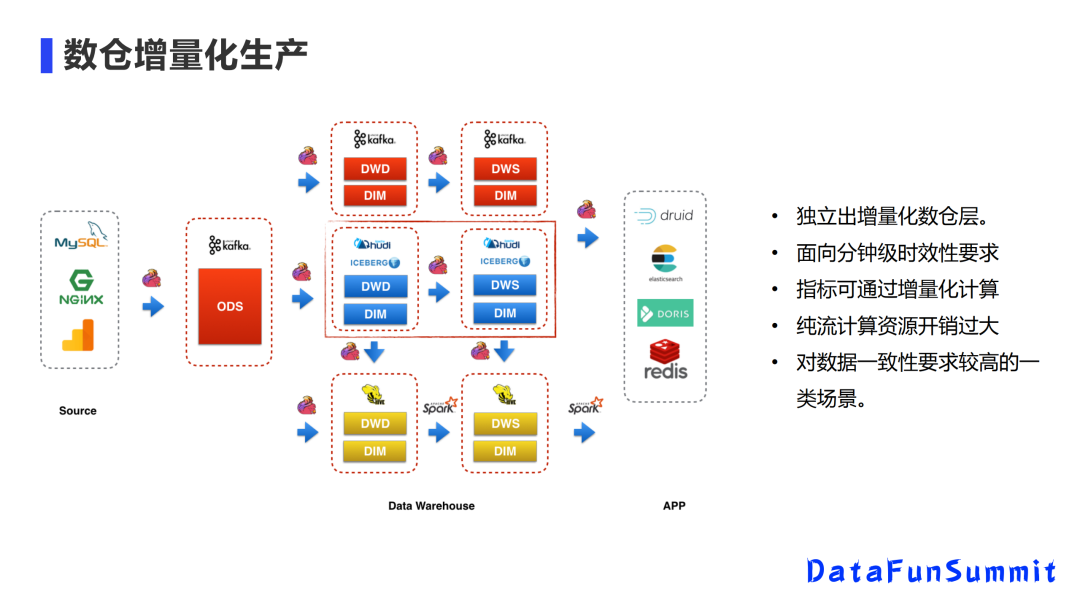 数仓增量化生产
kafka
DWD
DIM
kafka
DWS
DIM
MySQL
NGINX
Source
kafka
ODS
hudi
ICEBERG
DWD
DIM
hudi
ICEBERG
DWS
DIM
HIVE
DWD
DIM
APACHE
Spark
HIVE
DWS
DIM
APACHE
Spark
Data Warehouse
druid
elasticsearch
DORIS
redis
APP
• 独立出增量化数仓层。
• 面向分钟级时效性要求
• 指标可通过增量化计算
• 纯流计算资源开销过大
• 对数据一致性要求较高的一
类场景。
DataFunSummit